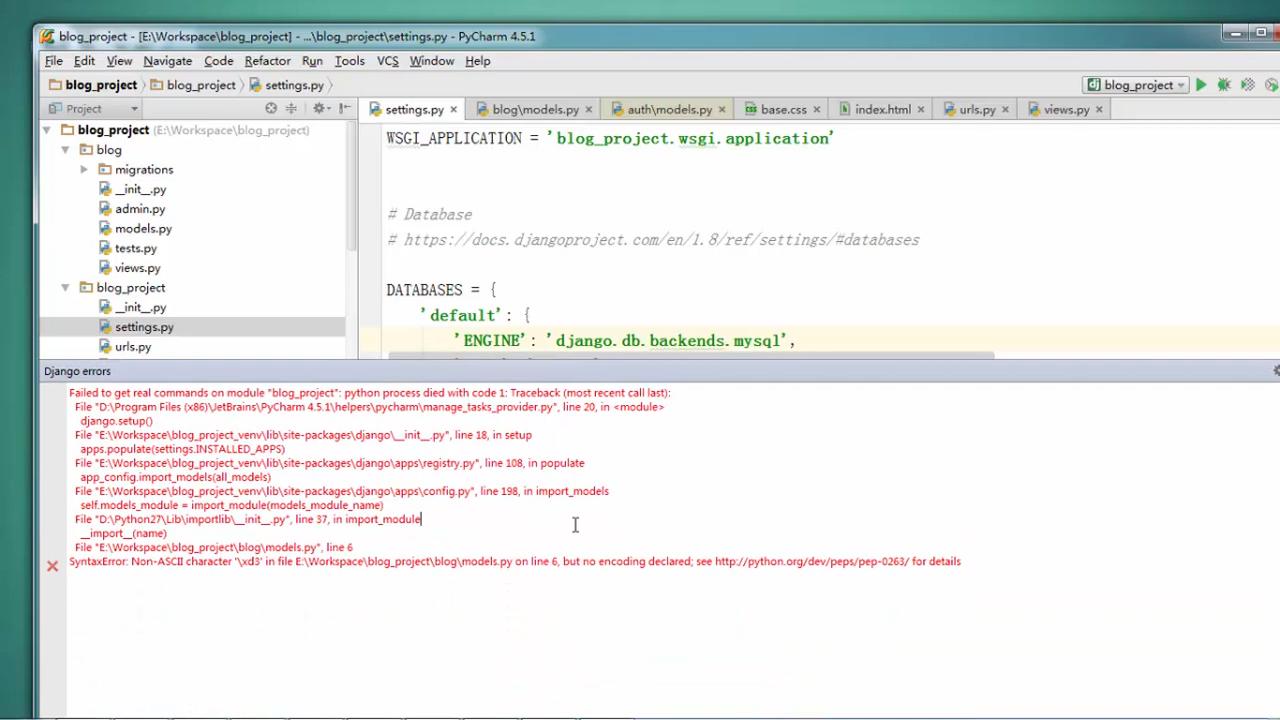 blog_project - [E:\Workspace\blog_project] - ...\blog_project\settings.py - PyCharm 4.5.1
File Edit View Navigate Code Refactor Run Tools VCS Window Help
blog_project blog_project settings.py blog_project
Project settings.py blog\models.py auth\models.py base.css index.html urls.py views.py
blog_project (E:\Workspace\blog_project)
blog
migrations
__init__.py
admin.py
models.py
tests.py
views.py
blog_project
__init__.py
settings.py
urls.py
WSGI_APPLICATION = 'blog_project.wsgi.application'
# Database
# https://docs.djangoproject.com/en/1.8/ref/settings/#databases
DATABASES = {
'default': {
'ENGINE': 'django.db.backends.mysql',
Django errors
Failed to get real commands on module "blog_project": python process died with code 1: Traceback (most recent call last):
File "D:\Program Files (x86)\JetBrains\PyCharm 4.5.1\helpers\pycharm\manage_tasks_provider.py", line 20, in <module>
django.setup()
File "E:\Workspace\blog_project_venv\lib\site-packages\django\__init__.py", line 18, in setup
apps.populate(settings.INSTALLED_APPS)
File "E:\Workspace\blog_project_venv\lib\site-packages\django\apps\registry.py", line 108, in populate
app_config.import_models(all_models)
File "E:\Workspace\blog_project_venv\lib\site-packages\django\apps\config.py", line 198, in import_models
self.models_module = import_module(models_module_name)
File "D:\Python27\Lib\importlib\__init__.py", line 37, in import_module
__import__(name)
File "E:\Workspace\blog_project\blog\models.py", line 6
SyntaxError: Non-ASCII character '\xd3' in file E:\Workspace\blog_project\blog\models.py on line 6, but no encoding declared; see http://python.org/dev/peps/pep-0263/ for details